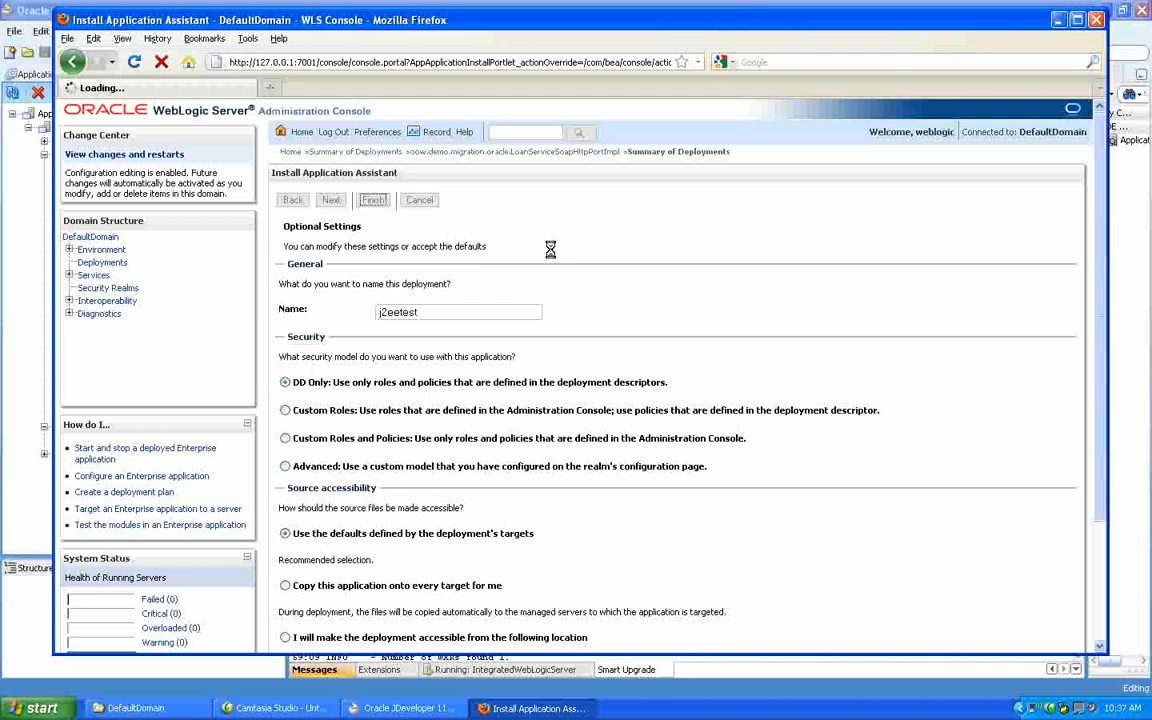 Oracle
Install Application Assistant - DefaultDomain - WLS Console - Mozilla Firefox
File Edit
File Edit View History Bookmarks Tools Help
http://127.0.0.1:7001/console/console.portal?AppApplicationInstallPortlet_actionOverride=/com/bea/console/actic
Google
Loading...
ORACLE WebLogic Server® Administration Console
Change Center
View changes and restarts
Configuration editing is enabled. Future
changes will automatically be activated as you
modify, add or delete items in this domain.
Domain Structure
DefaultDomain
Environment
Deployments
Services
Security Realms
Interoperability
Diagnostics
How do I...
Start and stop a deployed Enterprise
application
Configure an Enterprise application
Create a deployment plan
Target an Enterprise application to a server
Test the modules in an Enterprise application
System Status
Health of Running Servers
Failed (0)
Critical (0)
Overloaded (0)
Warning (0)
Home Log Out Preferences Record Help
Welcome, weblogic Connected to: DefaultDomain
Home >Summary of Deployments >oow.demo.migration.oracle.LoanServiceSoapHttpPortImpl >Summary of Deployments
Install Application Assistant
Back Next Finish Cancel
Optional Settings
You can modify these settings or accept the defaults
General
What do you want to name this deployment?
Name: j2eetest
Security
What security model do you want to use with this application?
DD Only: Use only roles and policies that are defined in the deployment descriptors.
Custom Roles: Use roles that are defined in the Administration Console; use policies that are defined in the deployment descriptor.
Custom Roles and Policies: Use only roles and policies that are defined in the Administration Console.
Advanced: Use a custom model that you have configured on the realm's configuration page.
Source accessibility
How should the source files be made accessible?
Use the defaults defined by the deployment's targets
Recommended selection.
Copy this application onto every target for me
During deployment, the files will be copied automatically to the managed servers to which the application is targeted.
I will make the deployment accessible from the following location
Structure
Messages Extensions Running: IntegratedWebLogicServer Smart Upgrade
Editing
start DefaultDomain Camtasia Studio - Unt... Oracle JDeveloper 11... Install Application Ass... 10:37 AM